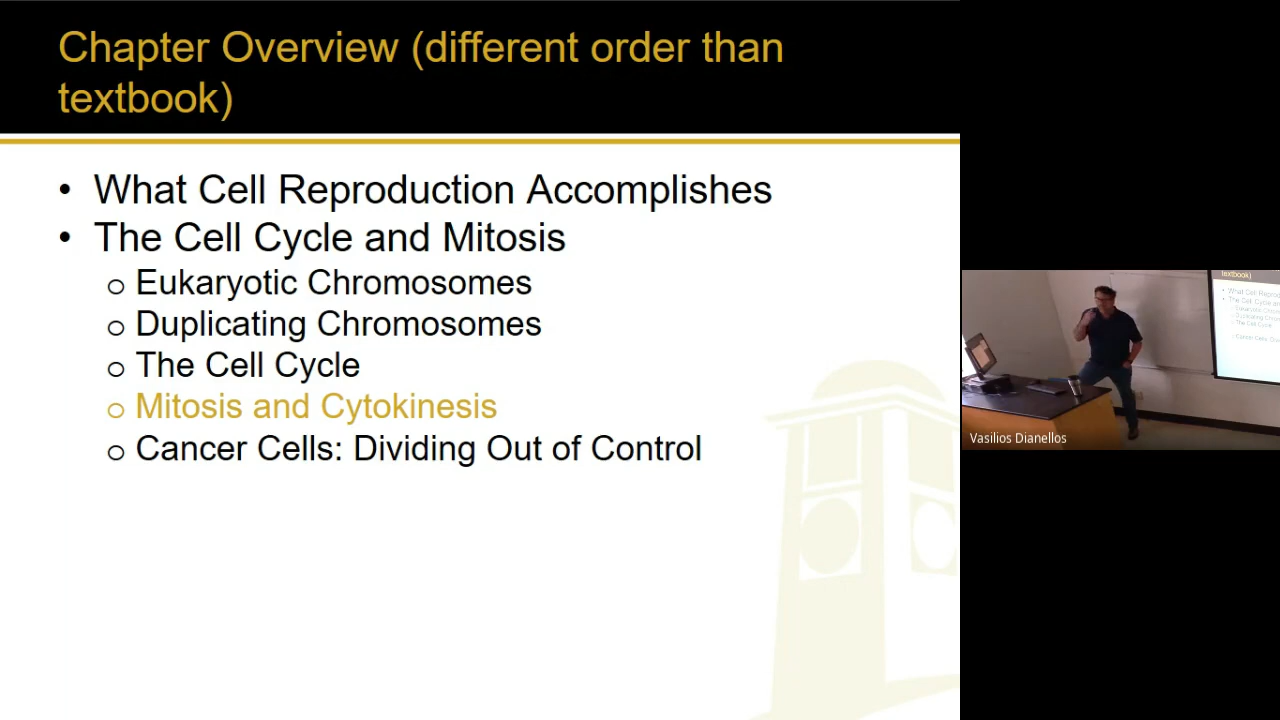 Chapter Overview (different order than
textbook)
• What Cell Reproduction Accomplishes
• The Cell Cycle and Mitosis
o Eukaryotic Chromosomes
o Duplicating Chromosomes
o The Cell Cycle
o Mitosis and Cytokinesis
o Cancer Cells: Dividing Out of Control
textbook)
Vasilios Dianellos